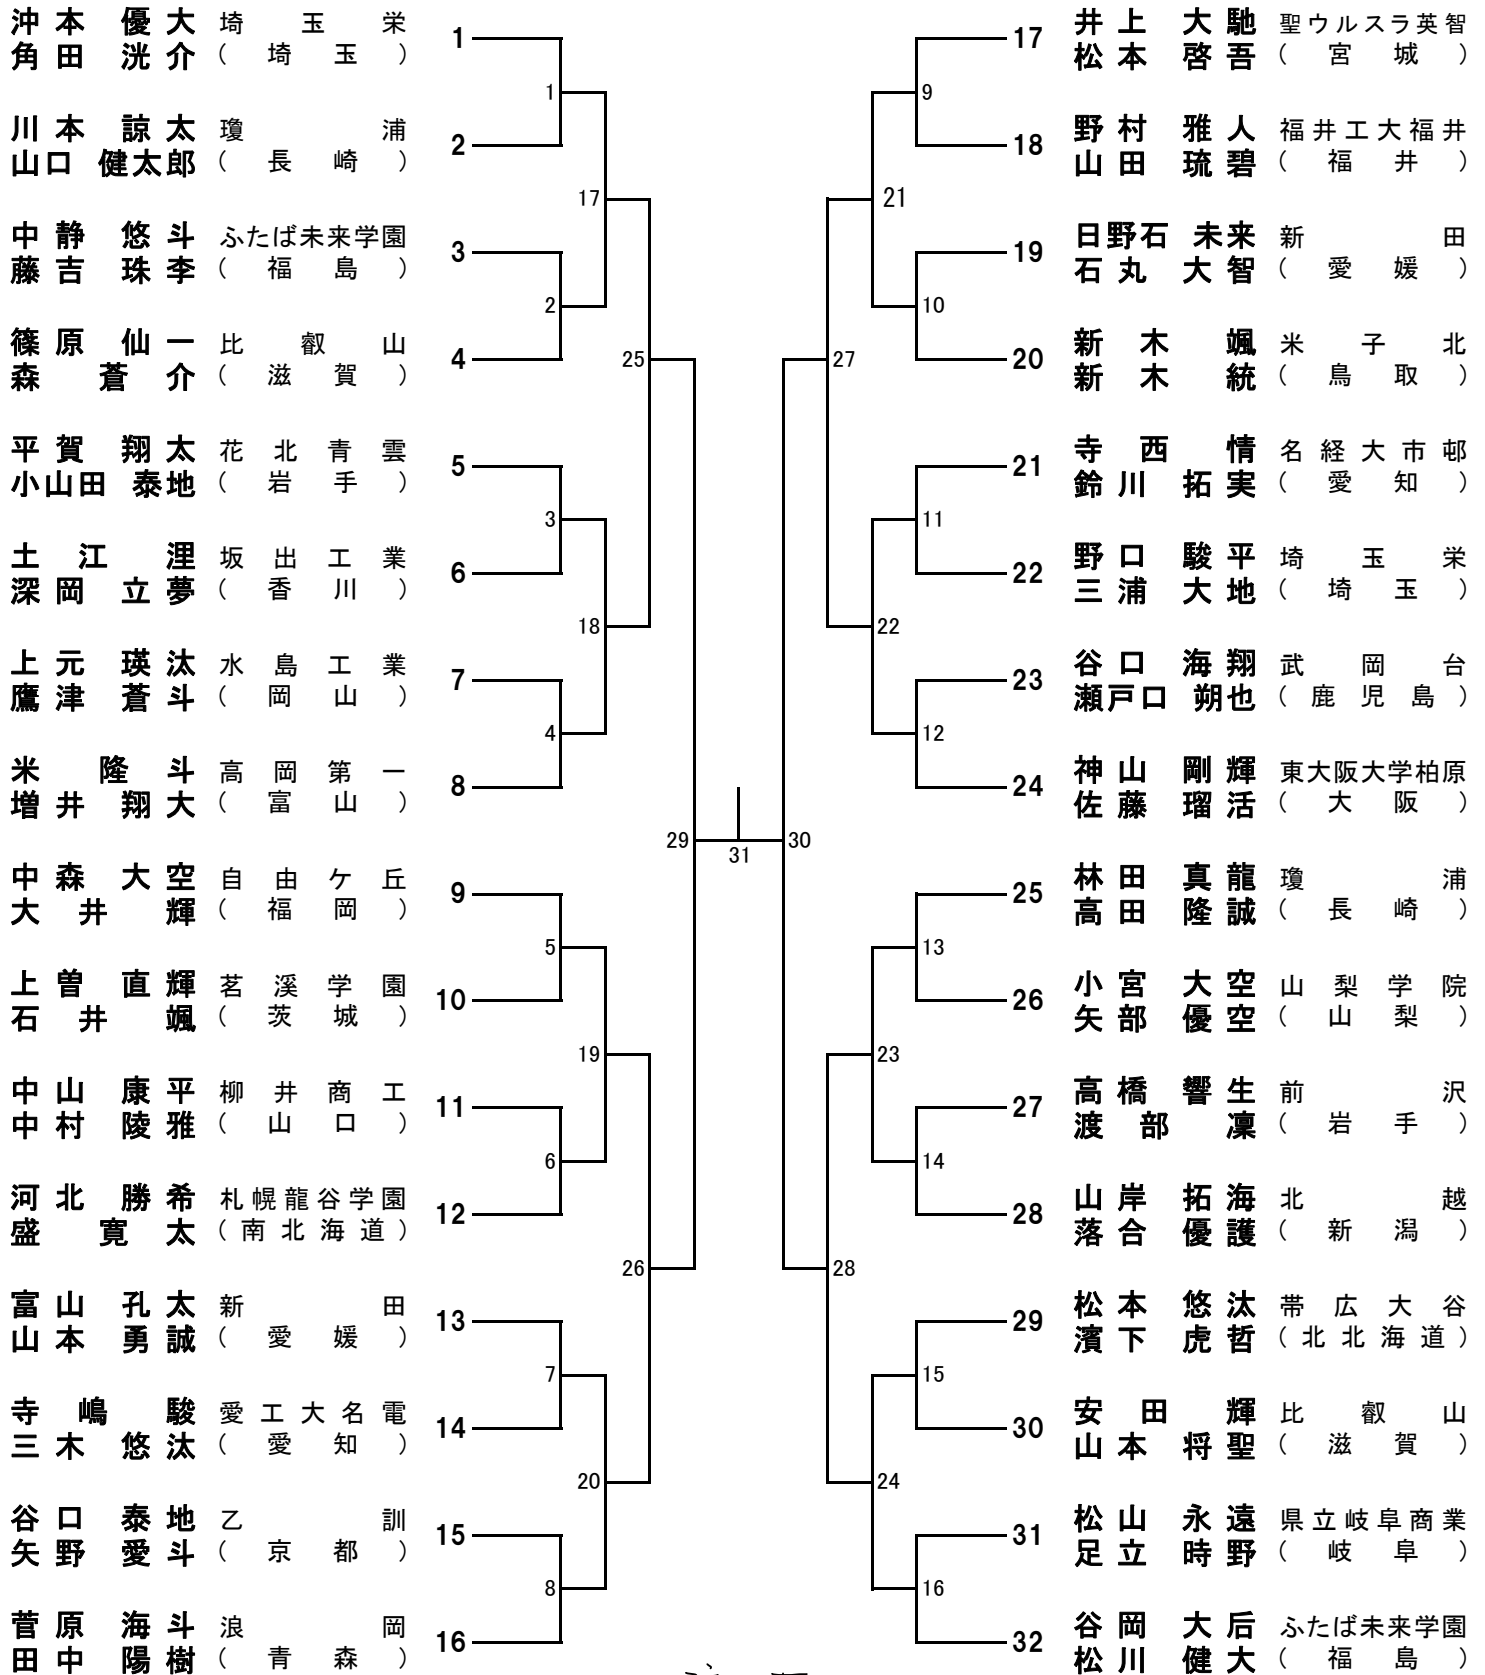 沖本 優大 埼玉栄
角田 洸介 （埼玉）
1
川本 諒太 瓊浦
山口 健太郎 （長崎）
2
中静 悠斗 ふたば未来学園
藤吉 珠李 （福島）
3
篠原 仙一 比叡山
森 蒼介 （滋賀）
4
平賀 翔太 花北青雲
小山田 泰地 （岩手）
5
土江 浬 坂出工業
深岡 立夢 （香川）
6
上元 瑛汰 水島工業
鷹津 蒼斗 （岡山）
7
米 隆斗 高岡第一
増井 翔大 （富山）
8
中森 大空 自由ケ丘
大井 輝 （福岡）
9
上曽 直輝 茗溪学園
石井 颯 （茨城）
10
中山 康平 柳井商工
中村 陵雅 （山口）
11
河北 勝希 札幌龍谷学園
盛 寛太 （南北海道）
12
富山 孔太 新田
山本 勇誠 （愛媛）
13
寺嶋 駿 愛工大名電
三木 悠汰 （愛知）
14
谷口 泰地 乙訓
矢野 愛斗 （京都）
15
菅原 海斗 浪岡
田中 陽樹 （青森）
16
1
2
3
4
5
6
7
8
17
18
19
20
25
26
29
31
30
27
28
21
22
23
24
9
10
11
12
13
14
15
16
17
井上 大馳 聖ウルスラ英智
松本 啓吾 （宮城）
18
野村 雅人 福井工大福井
山田 琉碧 （福井）
19
日野石 未来 新田
石丸 大智 （愛媛）
20
新木 颯 米子北
新木 統 （鳥取）
21
寺西 情 名経大市邨
鈴川 拓実 （愛知）
22
野口 駿平 埼玉栄
三浦 大地 （埼玉）
23
谷口 海翔 武岡台
瀬戸口 朔也 （鹿児島）
24
神山 剛輝 東大阪大学柏原
佐藤 瑠活 （大阪）
25
林田 真龍 瓊浦
高田 隆誠 （長崎）
26
小宮 大空 山梨学院
矢部 優空 （山梨）
27
高橋 響生 前沢
渡部 凜 （岩手）
28
山岸 拓海 北越
落合 優護 （新潟）
29
松本 悠汰 帯広大谷
濱下 虎哲 （北北海道）
30
安田 輝 比叡山
山本 将聖 （滋賀）
31
松山 永遠 県立岐阜商業
足立 時野 （岐阜）
32
谷岡 大后 ふたば未来学園
松川 健大 （福島）